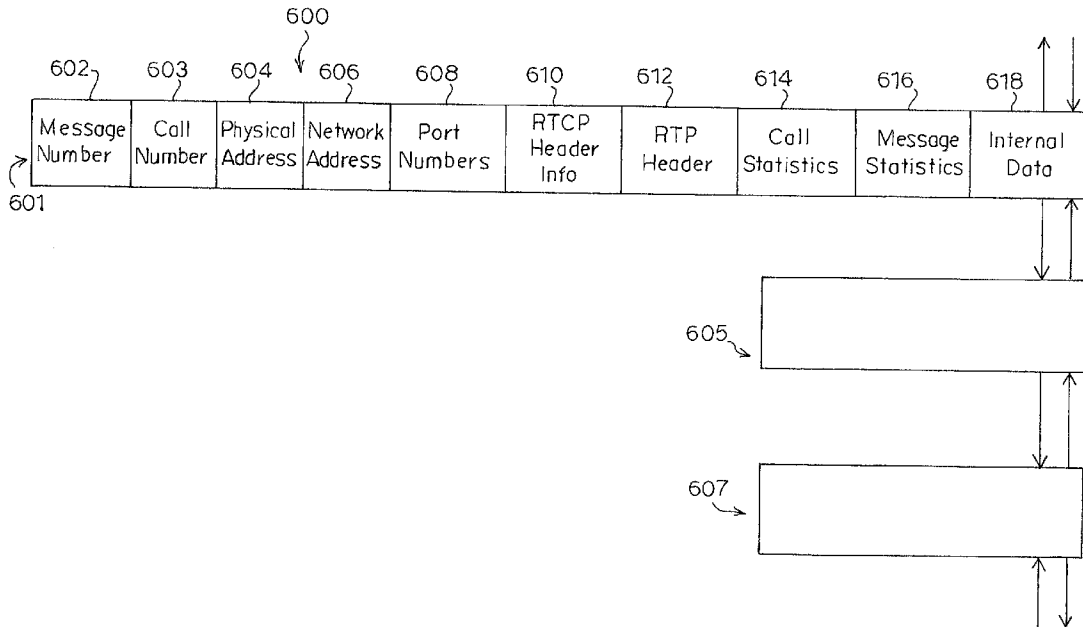 600
602 603 604 606 608 610 612 614 616 618
Message Number
Call Number
Physical Address
Network Address
Port Numbers
RTCP Header Info
RTP Header
Call Statistics
Message Statistics
Internal Data
601
605
607